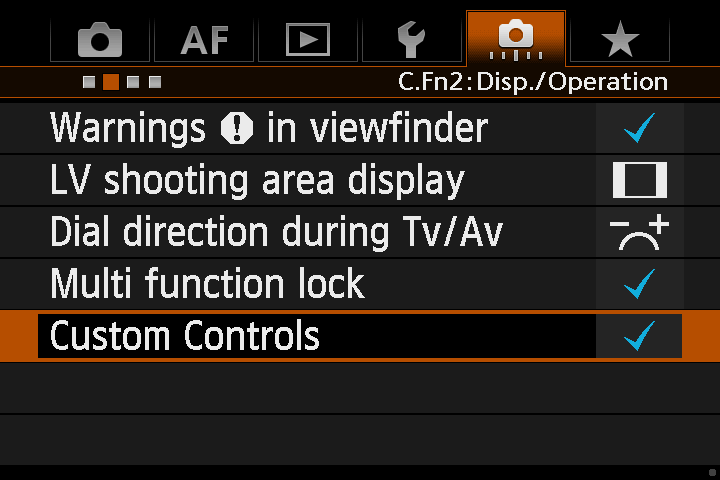 AF
C.Fn2:Disp./Operation
Warnings in viewfinder
LV shooting area display
Dial direction during Tv/Av
Multi function lock
Custom Controls